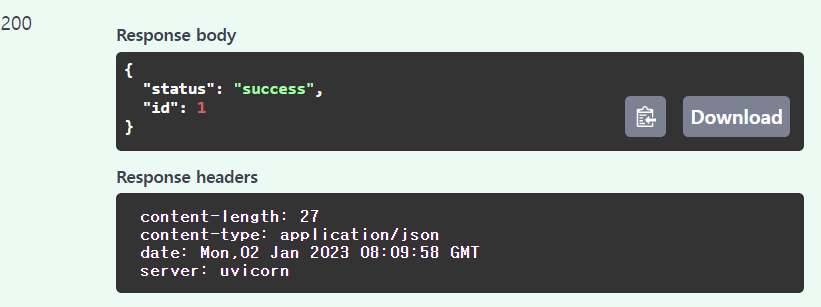 200
Response body
{
  "status": "success",
  "id": 1
}
Download
Response headers
content-length: 27
content-type: application/json
date: Mon,02 Jan 2023 08:09:58 GMT
server: uvicorn